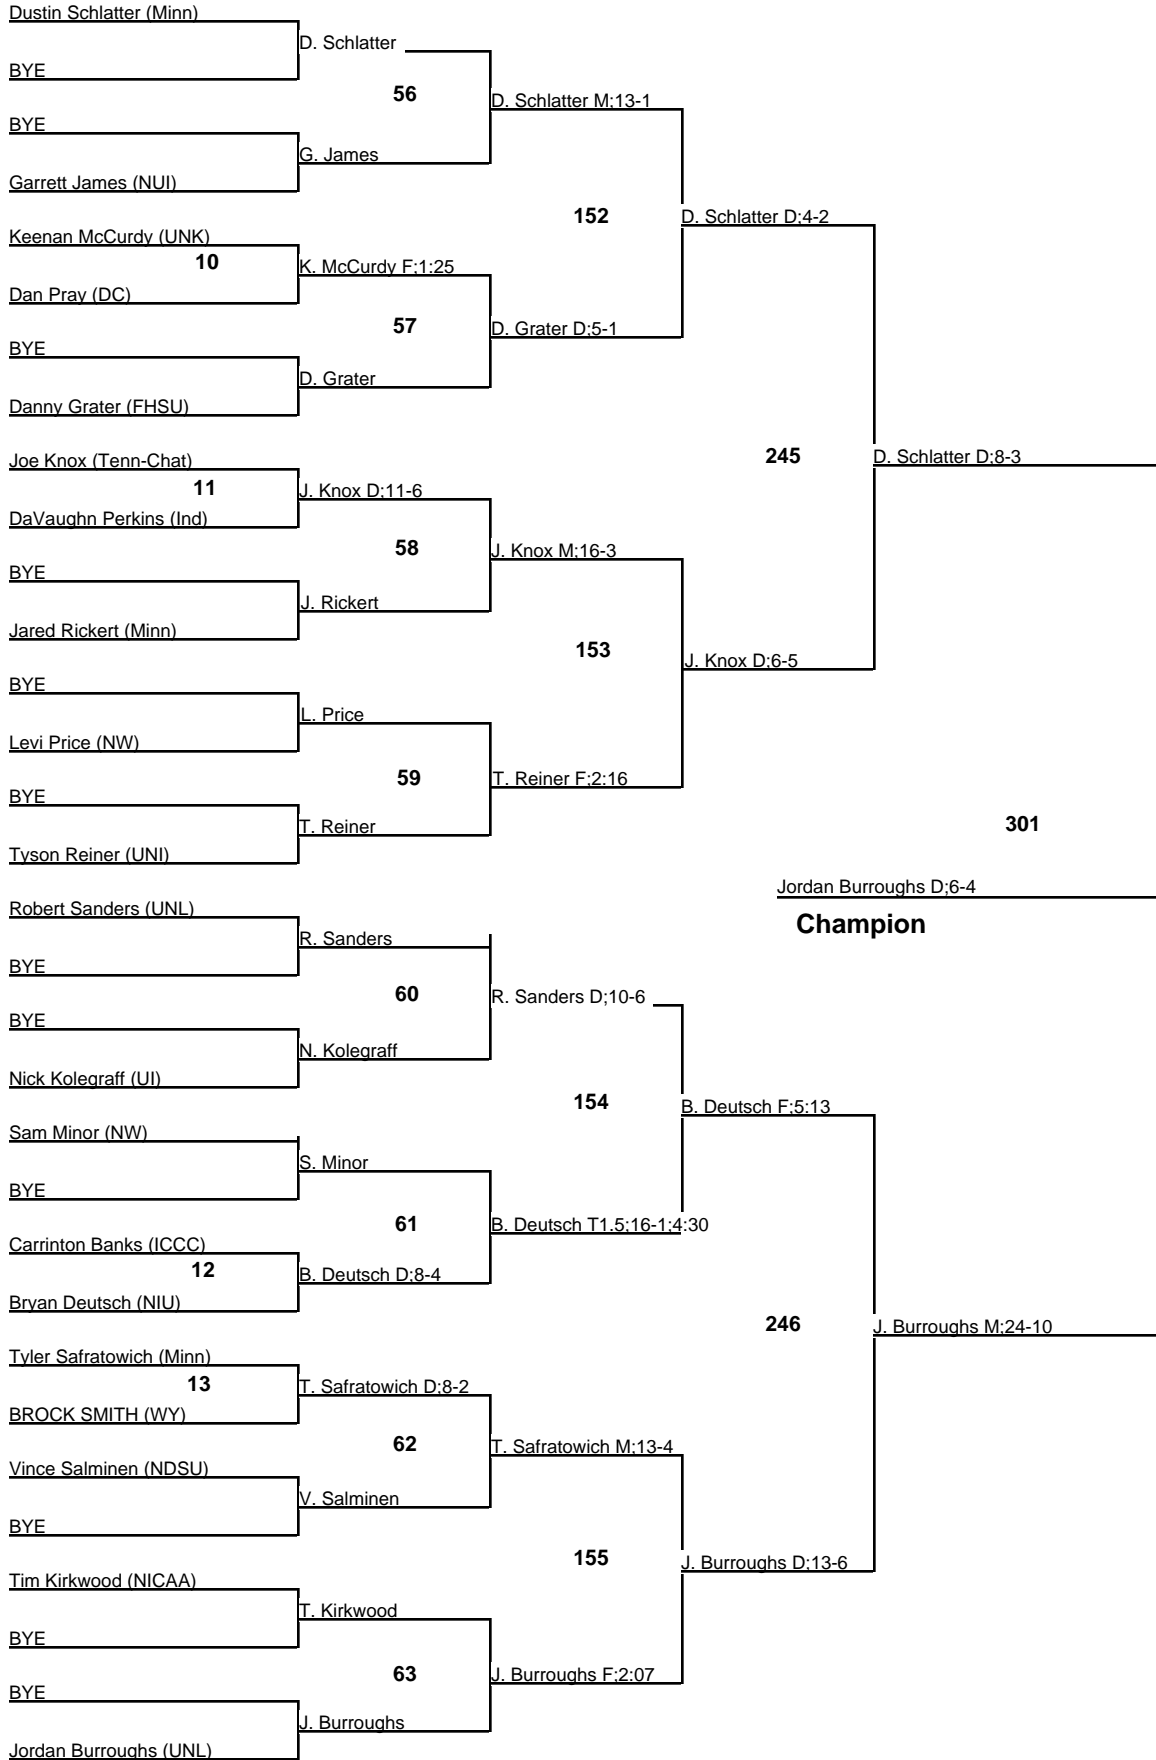 Dustin Schlatter (Minn)
D. Schlatter
BYE
56
D. Schlatter M;13-1
BYE
G. James
Garrett James (NUI)
152
D. Schlatter D;4-2
Keenan McCurdy (UNK)
10
K. McCurdy F;1:25
Dan Pray (DC)
57
D. Grater D;5-1
BYE
D. Grater
Danny Grater (FHSU)
245
D. Schlatter D;8-3
Joe Knox (Tenn-Chat)
11
J. Knox D;11-6
DaVaughn Perkins (Ind)
58
J. Knox M;16-3
BYE
J. Rickert
Jared Rickert (Minn)
153
J. Knox D;6-5
BYE
L. Price
Levi Price (NW)
59
T. Reiner F;2:16
BYE
T. Reiner
Tyson Reiner (UNI)
301
Jordan Burroughs D;6-4
Champion
Robert Sanders (UNL)
R. Sanders
BYE
60
R. Sanders D;10-6
BYE
N. Kolegraff
Nick Kolegraff (UI)
154
B. Deutsch F;5:13
Sam Minor (NW)
S. Minor
BYE
61
B. Deutsch T1.5;16-1;4:30
Carrinton Banks (ICCC)
12
B. Deutsch D;8-4
Bryan Deutsch (NIU)
246
J. Burroughs M;24-10
Tyler Safratowich (Minn)
13
T. Safratowich D;8-2
BROCK SMITH (WY)
62
T. Safratowich M;13-4
Vince Salminen (NDSU)
V. Salminen
BYE
155
J. Burroughs D;13-6
Tim Kirkwood (NICAA)
T. Kirkwood
BYE
63
J. Burroughs F;2:07
BYE
J. Burroughs
Jordan Burroughs (UNL)